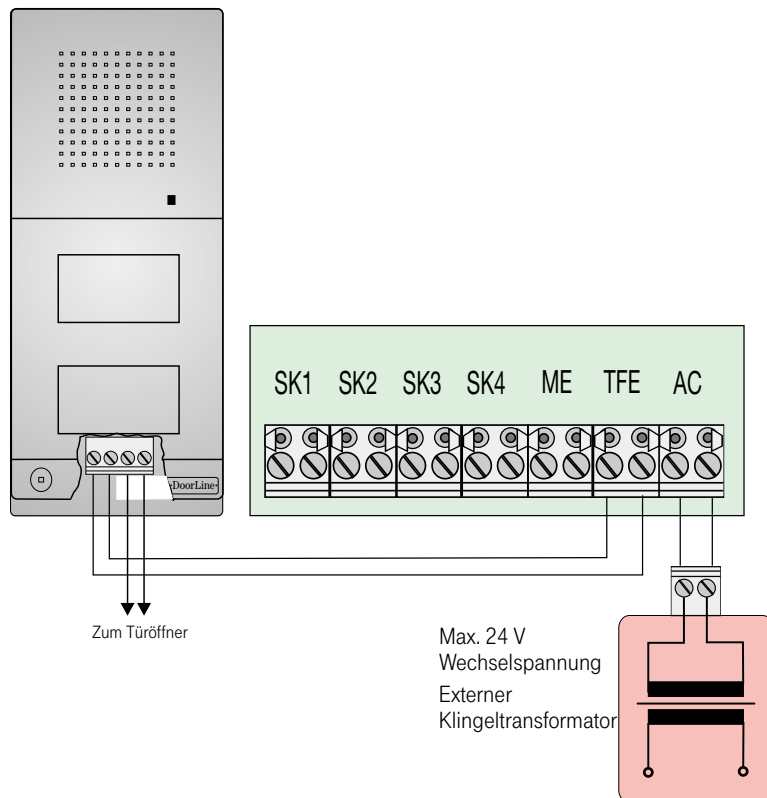 SK1 SK2 SK3 SK4 ME TFE AC
·DoorLine·
Zum Türöffner
Max. 24 V
Wechselspannung
Externer
Klingeltransformator